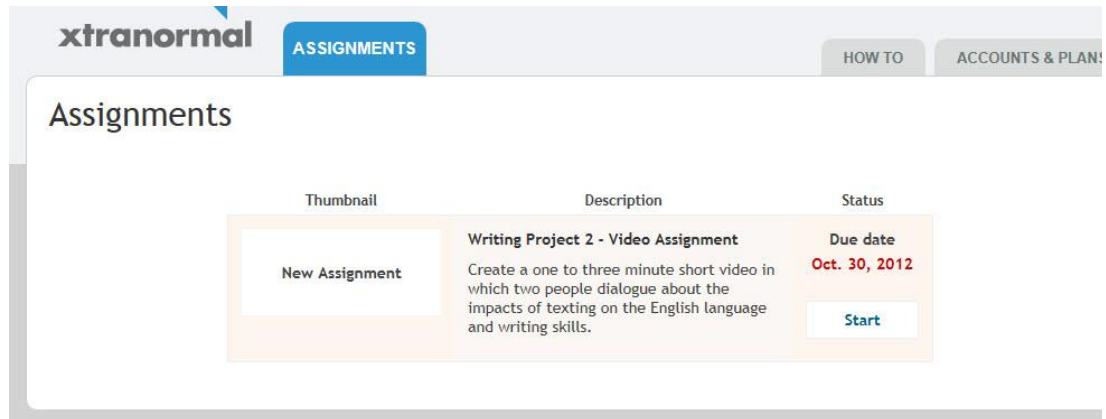 xtranormal
ASSIGNMENTS
HOW TO
ACCOUNTS & PLANS
Assignments
Thumbnail
Description
Status
New Assignment
Writing Project 2 - Video Assignment
Create a one to three minute short video in
which two people dialogue about the
impacts of texting on the English language
and writing skills.
Due date
Oct. 30, 2012
Start